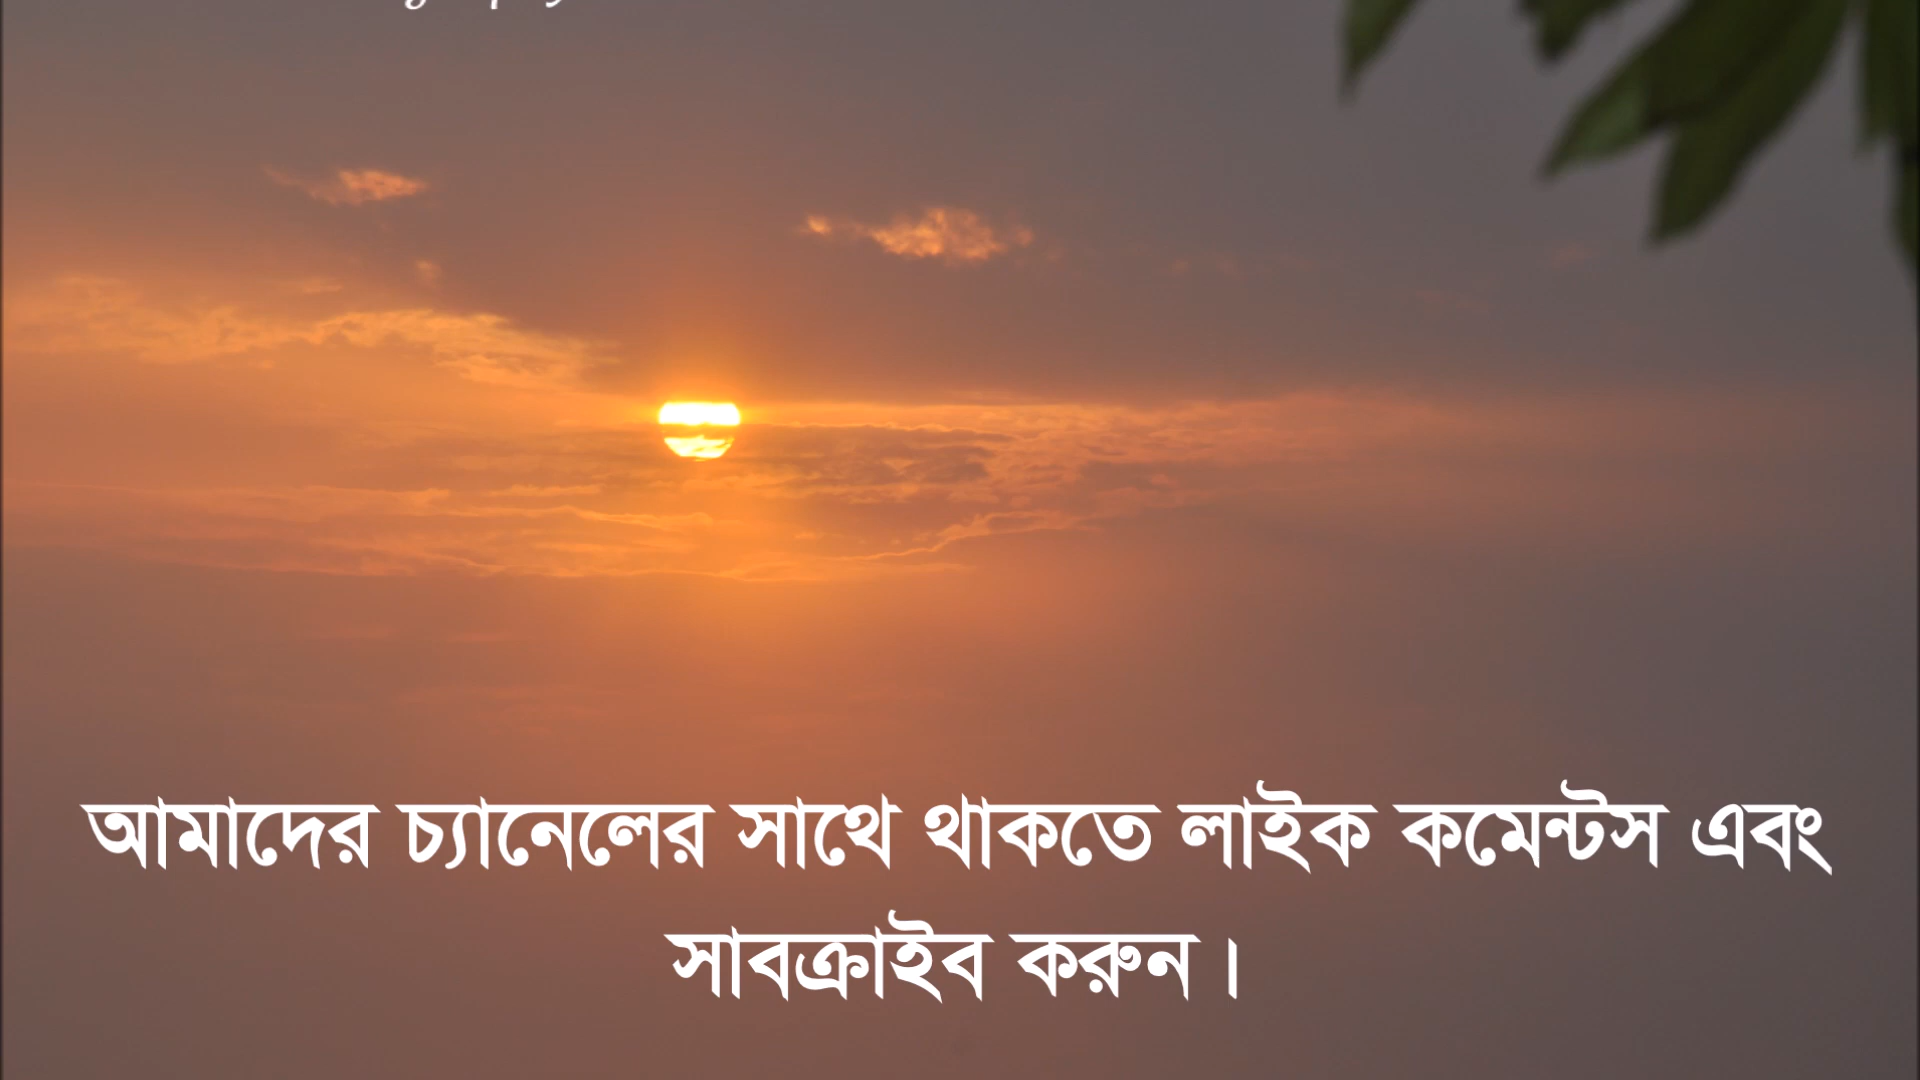 আমাদের চ্যানেলের সাথে থাকতে লাইক কমেন্টস এবং
সাবক্রাইব করুন।